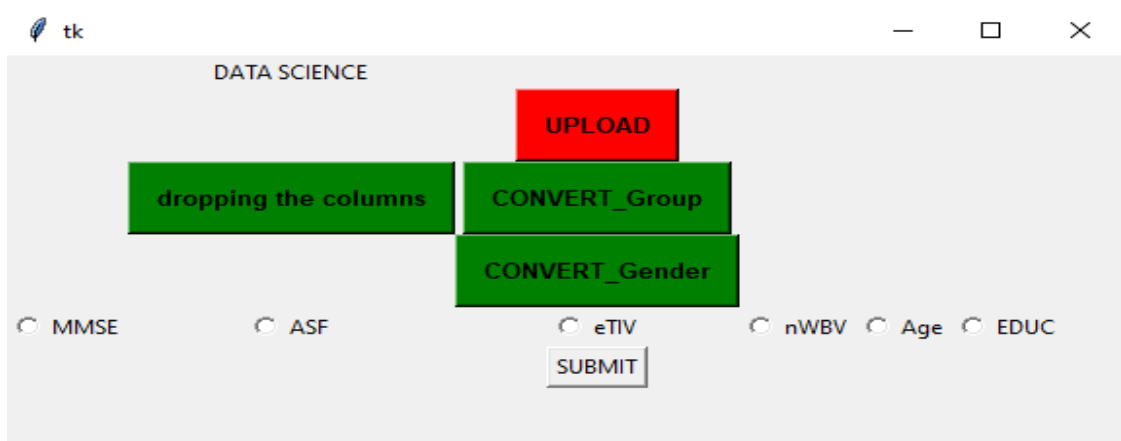 tk
DATA SCIENCE
UPLOAD
dropping the columns CONVERT_Group
CONVERT_Gender
MMSE ASF eTIV nWBV Age EDUC
SUBMIT